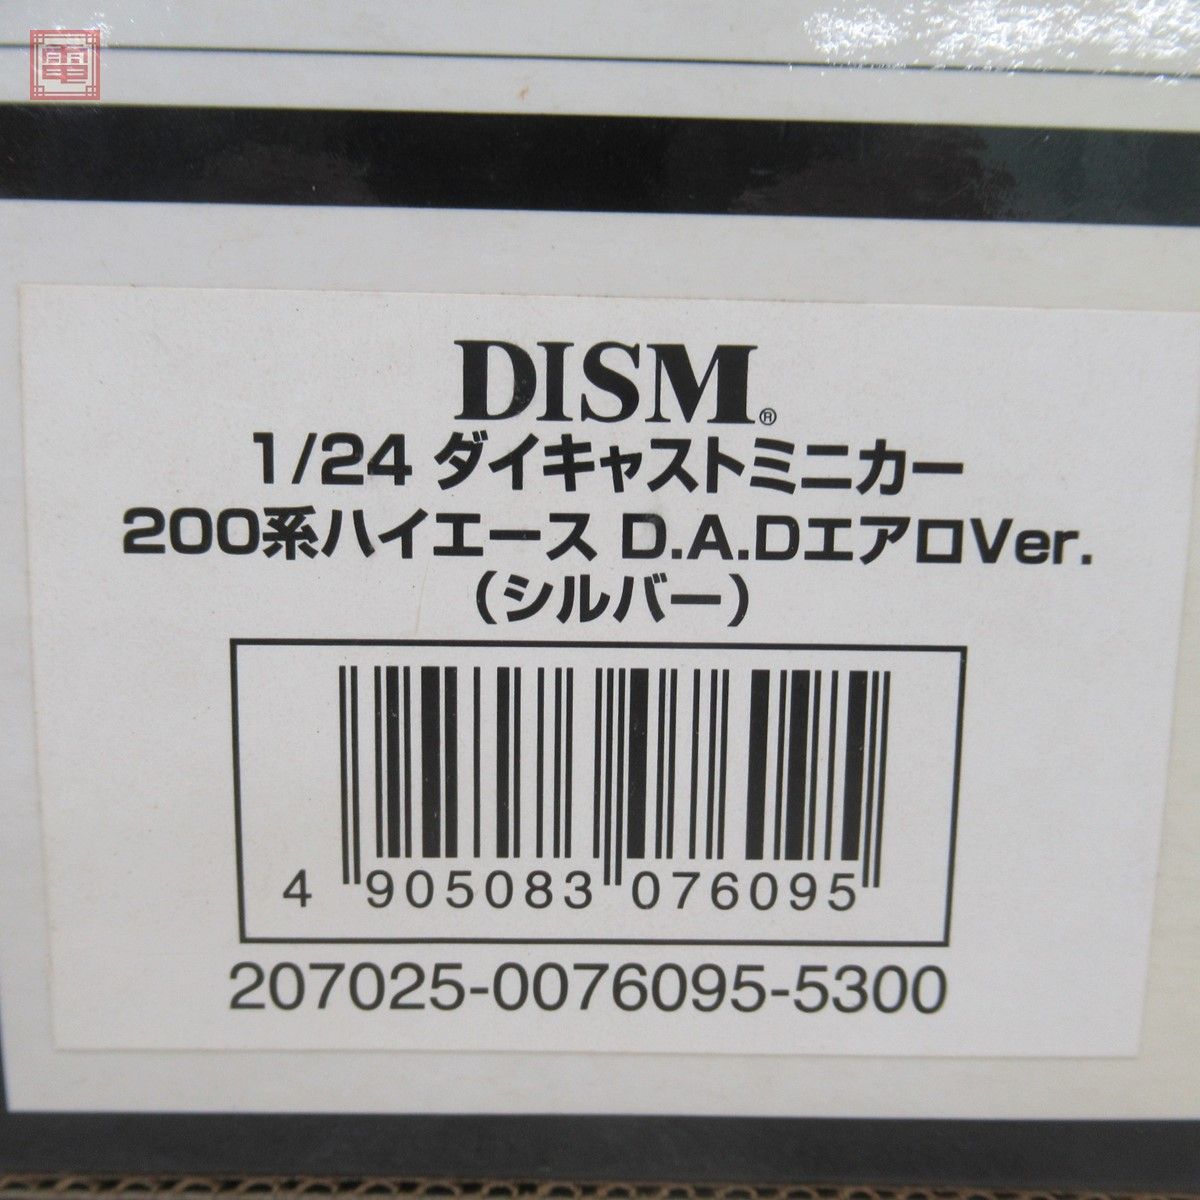 電
DISM®
1/24 ダイキャストミニカー
200系ハイエース D.A.DエアロVer.
(シルバー)
4 905083 076095
207025-0076095-5300